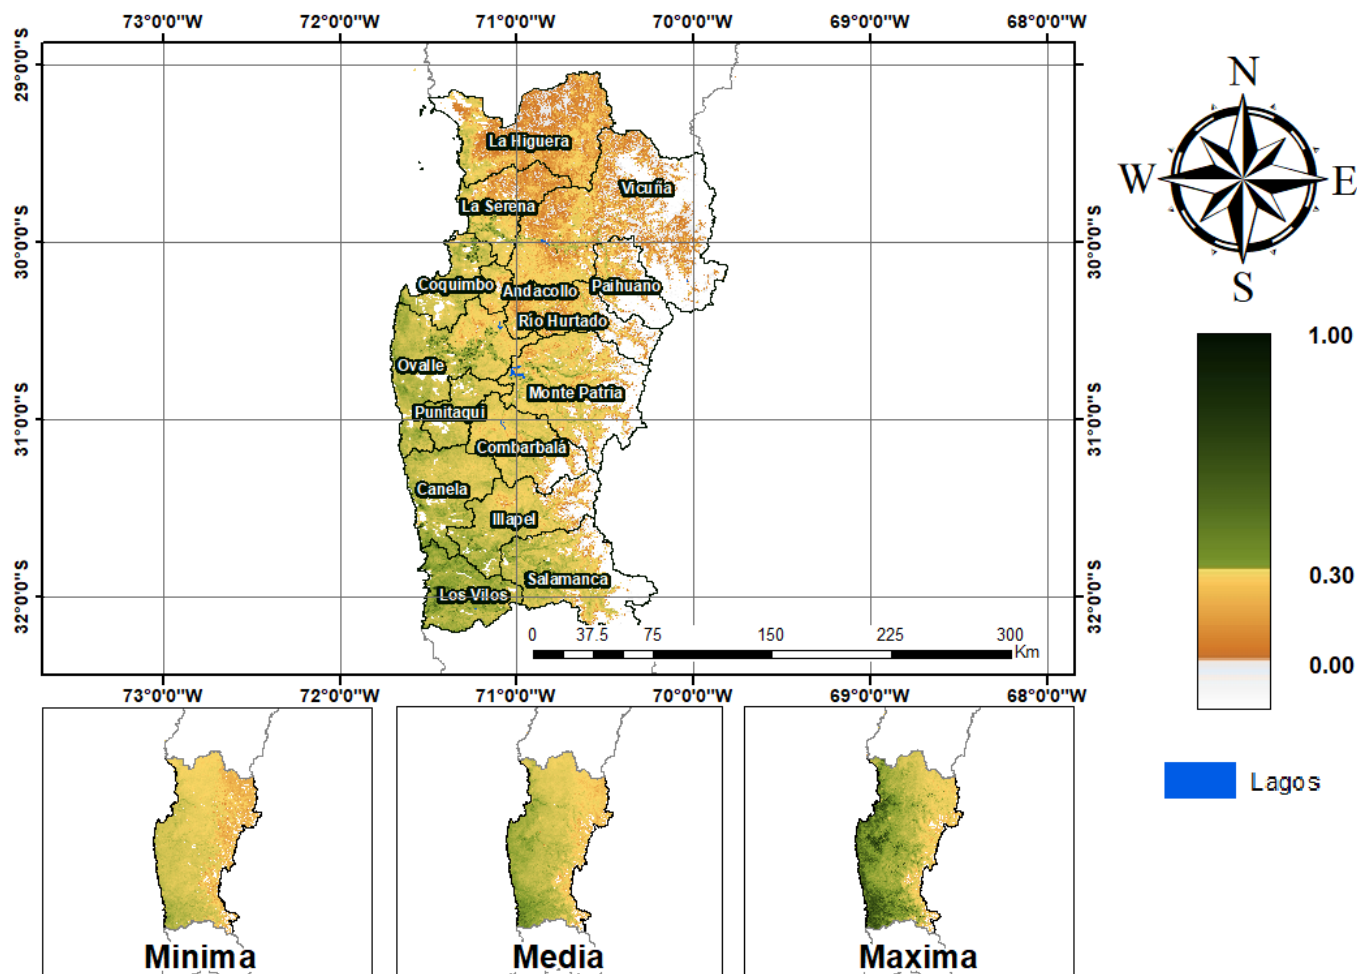 73°0'0"W 72°0'0"W 71°0'0"W 70°0'0"W 69°0'0"W 68°0'0"W
29°0'0"S
30°0'0"S 30°0'0"S
31°0'0"S 31°0'0"S
32°0'0"S 32°0'0"S
La Higuera
Vicuña
La Serena
Coquimbo
Andacollo
Paihuano
Río Hurtado
Ovalle
Monte Patria
Punitaqui
Combarbalá
Canela
Illapel
Salamanca
Los Vilos
0 37.5 75 150 225 300
Km
73°0'0"W 72°0'0"W 71°0'0"W 70°0'0"W 69°0'0"W 68°0'0"W
N
W E
S
1.00
0.30
0.00
Lagos
Minima Media Maxima